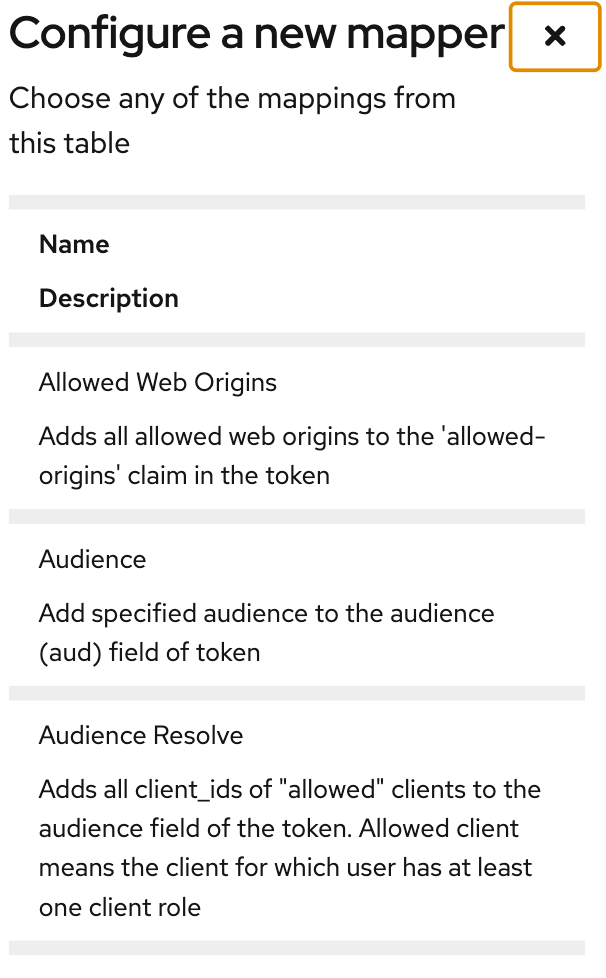 Configure a new mapper
Choose any of the mappings from
this table
Name
Description
Allowed Web Origins
Adds all allowed web origins to the 'allowed-
origins' claim in the token
Audience
Add specified audience to the audience
(aud) field of token
Audience Resolve
Adds all client_ids of "allowed" clients to the
audience field of the token. Allowed client
means the client for which user has at least
one client role